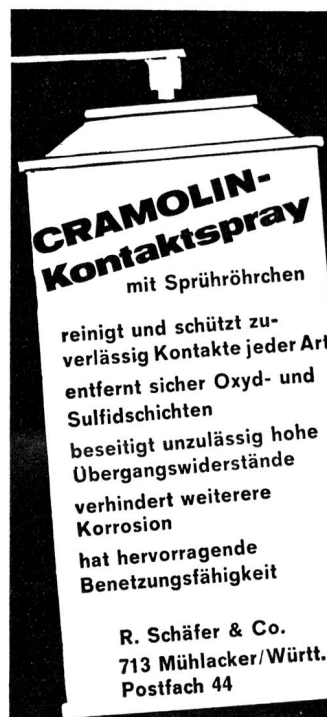 CRAMOLIN-
Kontaktspray
mit Sprühröhrchen
reinigt und schützt zu-
verlässig Kontakte jeder Art
entfernt sicher Oxyd- und
Sulfidschichten
beseitigt unzulässig hohe
Übergangswiderstände
verhindert weiterere
Korrosion
hat hervorragende
Benetzungsfähigkeit
R. Schäfer & Co.
713 Mühlacker/Württ.
Postfach 44